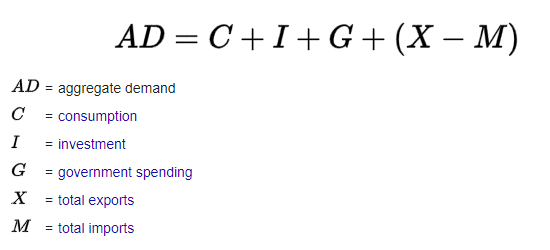 AD = C + I + G + (X − M)
AD = aggregate demand
C = consumption
I = investment
G = government spending
X = total exports
M = total imports